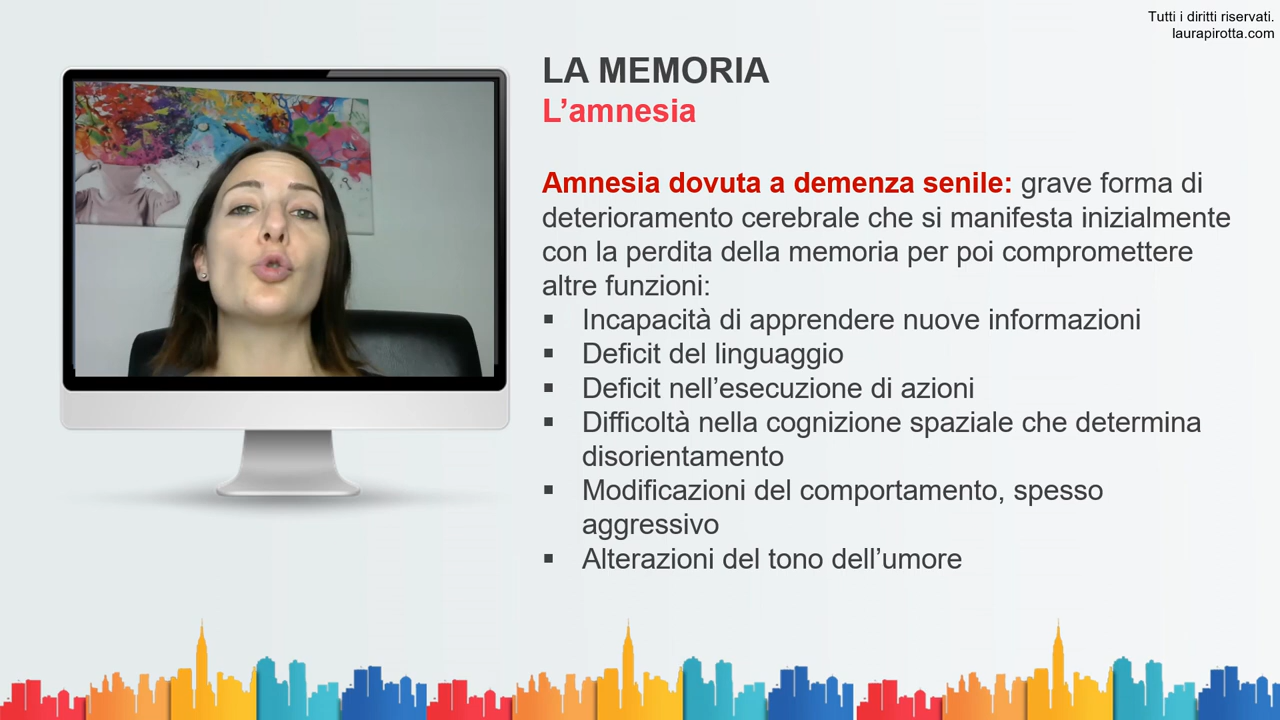 Tutti i diritti riservati.
laurapirotta.com
LA MEMORIA
L’amnesia
Amnesia dovuta a demenza senile: grave forma di
deterioramento cerebrale che si manifesta inizialmente
con la perdita della memoria per poi compromettere
altre funzioni:
▪ Incapacità di apprendere nuove informazioni
▪ Deficit del linguaggio
▪ Deficit nell’esecuzione di azioni
▪ Difficoltà nella cognizione spaziale che determina
disorientamento
▪ Modificazioni del comportamento, spesso
aggressivo
▪ Alterazioni del tono dell’umore